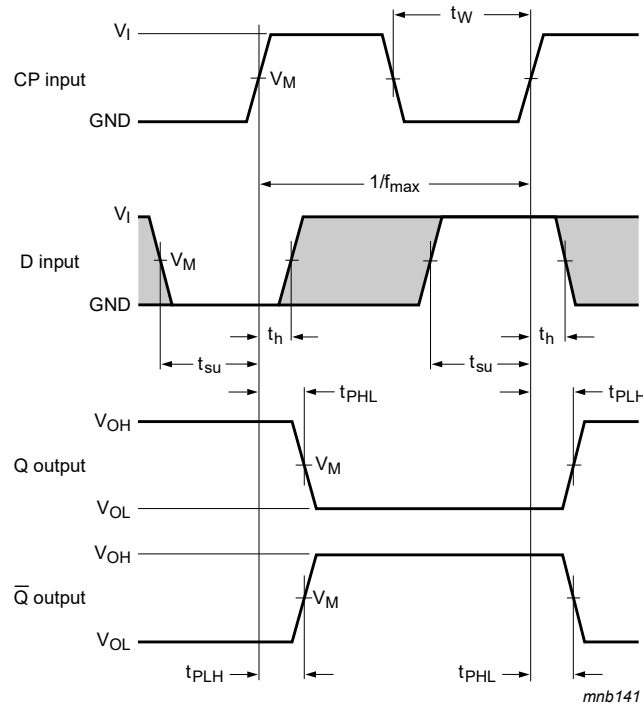 t_W
V_I
CP input
V_M
GND
1/f_max
V_I
D input
V_M
GND
t_h
t_h
t_su
t_su
t_PHL
t_PLH
V_OH
Q output
V_M
V_OL
V_OH
Q̅ output
V_M
V_OL
t_PLH
t_PHL
mnb141